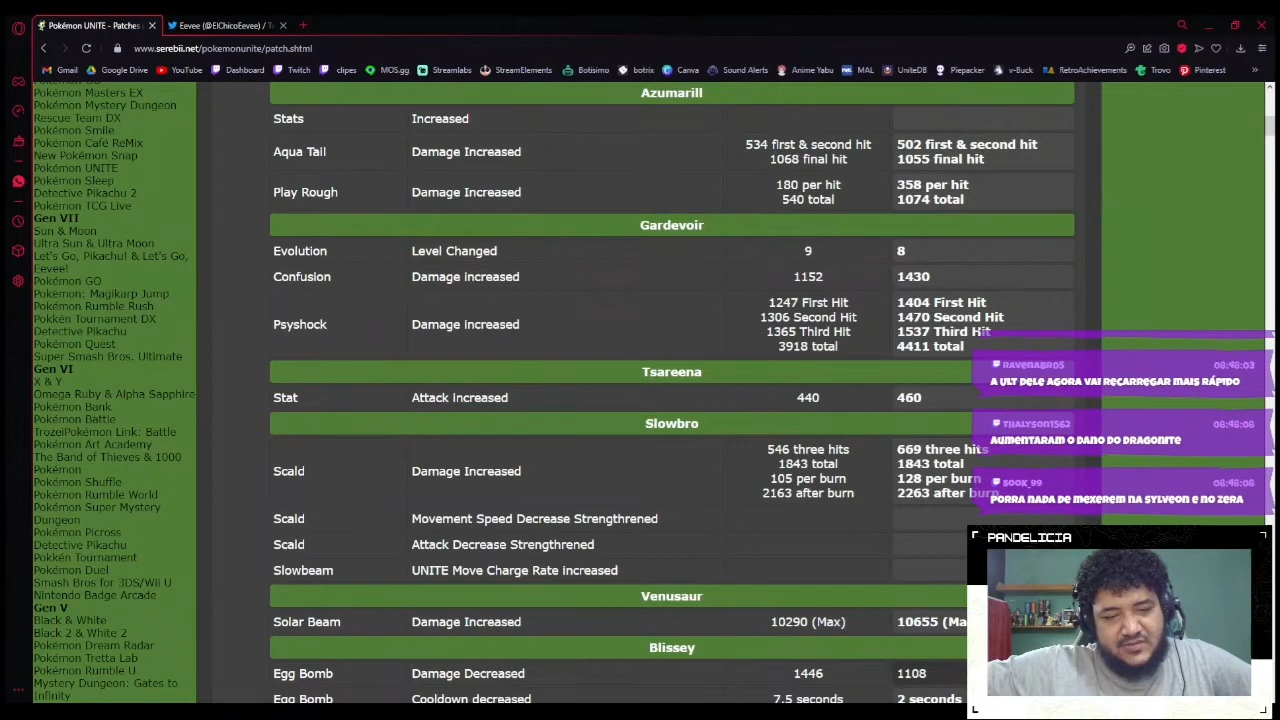 Pokémon UNITE - Patches
Eevee (@ElChicoEevee) / T
www.serebii.net/pokemonunite/patch.shtml
Gmail
Google Drive
YouTube
Dashboard
Twitch
clipes
MOS.gg
Streamlabs
StreamElements
Botisimo
botrix
Canva
Sound Alerts
Anime Yabu
MAL
UniteDB
Piepacker
v-Buck
RetroAchievements
Trovo
Pinterest
»
Pokémon Masters EX
Pokémon Mystery Dungeon
Rescue Team DX
Pokémon Smile
Pokémon Café ReMix
New Pokémon Snap
Pokémon UNITE
Pokémon Sleep
Detective Pikachu 2
Pokémon TCG Live
Gen VII
Sun & Moon
Ultra Sun & Ultra Moon
Let's Go, Pikachu! & Let's Go,
Eevee!
Pokémon GO
Pokémon: Magikarp Jump
Pokémon Rumble Rush
Pokkén Tournament DX
Detective Pikachu
Pokémon Quest
Super Smash Bros. Ultimate
Gen VI
X & Y
Omega Ruby & Alpha Sapphire
Pokémon Bank
Pokémon Battle
TrozeiPokémon Link: Battle
Pokémon Art Academy
The Band of Thieves & 1000
Pokémon
Pokémon Shuffle
Pokémon Rumble World
Pokémon Super Mystery
Dungeon
Pokémon Picross
Detective Pikachu
Pokkén Tournament
Pokémon Duel
Smash Bros for 3DS/Wii U
Nintendo Badge Arcade
Gen V
Black & White
Black 2 & White 2
Pokémon Dream Radar
Pokémon Tretta Lab
Pokémon Rumble U
Mystery Dungeon: Gates to
Infinity
Azumarill
Stats Increased
Aqua Tail Damage Increased 534 first & second hit 502 first & second hit
1068 final hit 1055 final hit
Play Rough Damage Increased 180 per hit 358 per hit
540 total 1074 total
Gardevoir
Evolution Level Changed 9 8
Confusion Damage increased 1152 1430
Psyshock Damage increased 1247 First Hit 1404 First Hit
1306 Second Hit 1470 Second Hit
1365 Third Hit 1537 Third Hit
3918 total 4411 total
Tsareena
Stat Attack increased 440 460
Slowbro
Scald Damage Increased 546 three hits 669 three hits
1843 total 1843 total
105 per burn 128 per burn
2163 after burn 2263 after burn
Scald Movement Speed Decrease Strengthrened
Scald Attack Decrease Strengthrened
Slowbeam UNITE Move Charge Rate increased
Venusaur
Solar Beam Damage Increased 10290 (Max) 10655 (Ma
Blissey
Egg Bomb Damage Decreased 1446 1108
Egg Bomb Cooldown decreased 7.5 seconds 2 seconds
RAVENABR05 08:48:03
A ULT DELE AGORA VAI RECARREGAR MAIS RÁPIDO
THALYSON1562 08:48:08
AUMENTARAM O DANO DO DRAGONITE
SOOK_99 08:48:08
PORRA NADA DE MEXEREM NA SYLVEON E NO ZERA
PANDELICIA